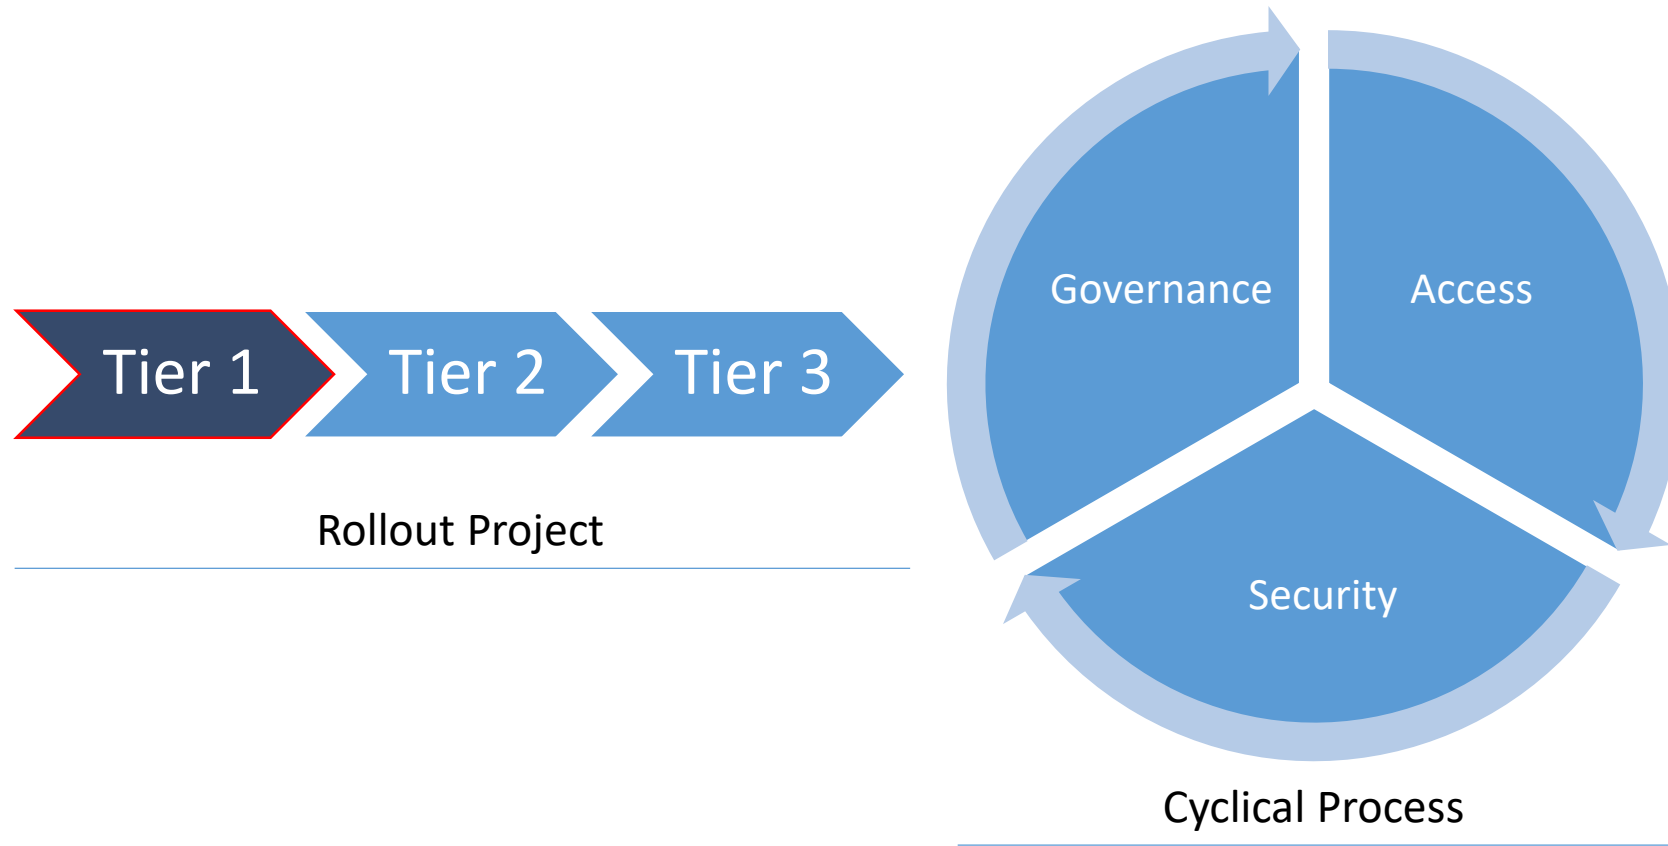 Tier 1
Tier 2
Tier 3
Rollout Project
Governance
Access
Security
Cyclical Process